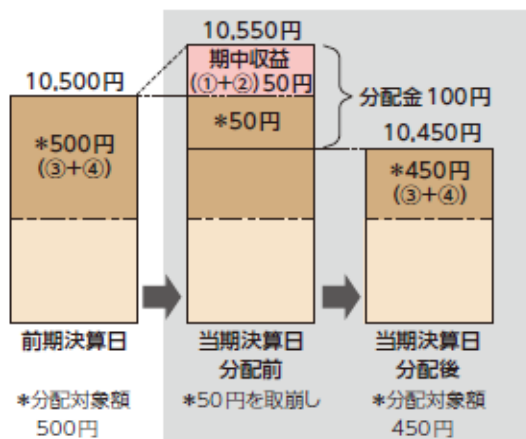 10,550円
期中収益
(①+②)50円
分配金100円
10,500円
*50円
10,450円
*500円
(③+④)
*450円
(③+④)
前期決算日
当期決算日
分配前
当期決算日
分配後
*分配対象額
500円
*50円を取崩し
*分配対象額
450円